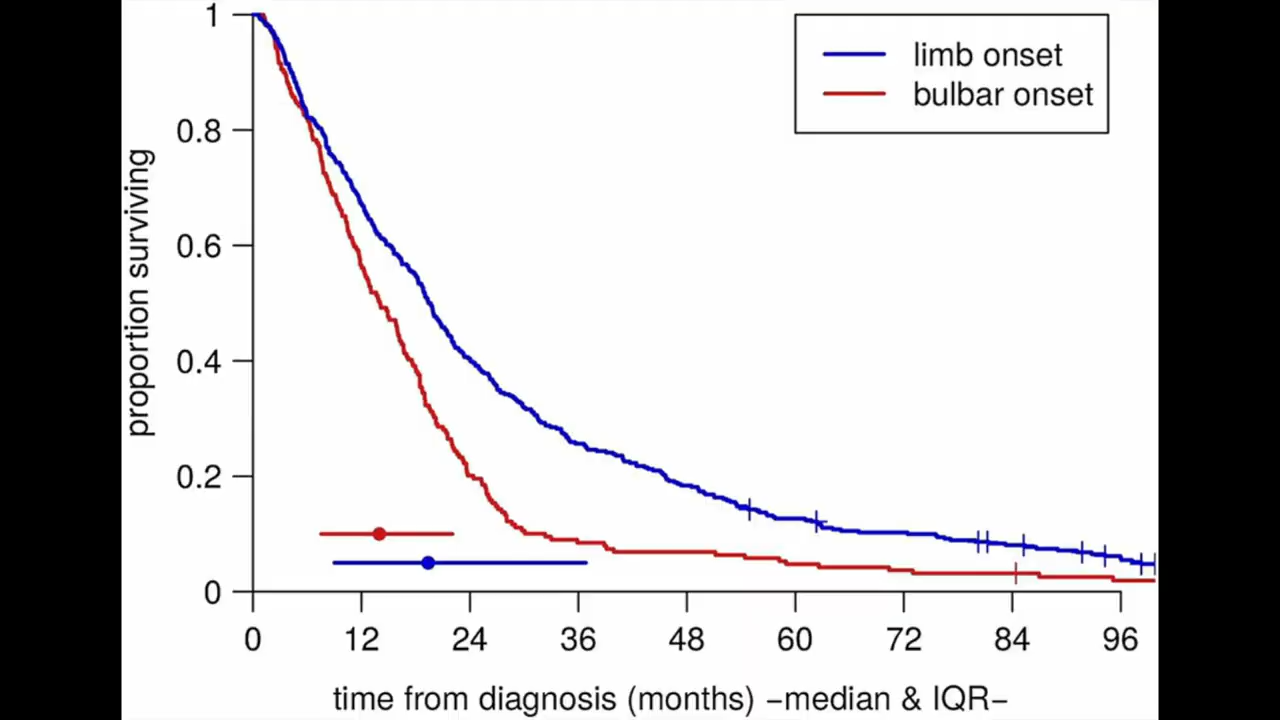 limb onset
bulbar onset
proportion surviving
1
0.8
0.6
0.4
0.2
0
0 12 24 36 48 60 72 84 96
time from diagnosis (months) –median & IQR–